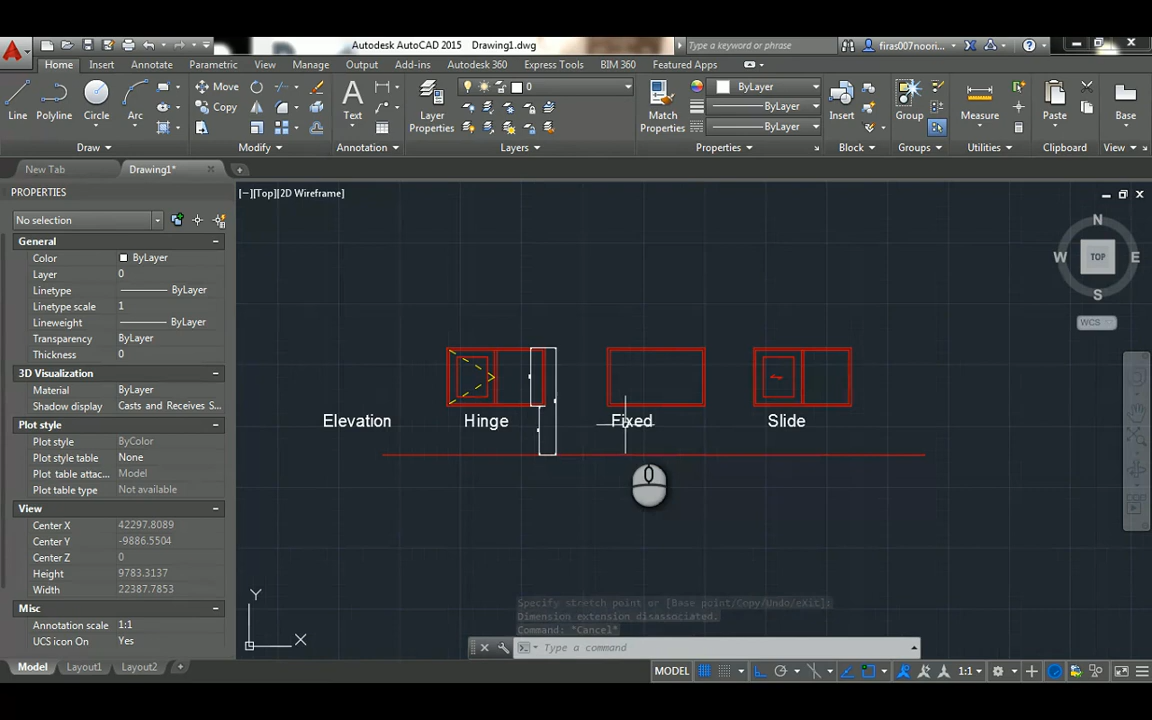 Autodesk AutoCAD 2015 Drawing1.dwg
Type a keyword or phrase
firas007noori...
Home Insert Annotate Parametric View Manage Output Add-ins Autodesk 360 Express Tools BIM 360 Featured Apps
Line Polyline Circle Arc
Move
Copy
Text
Layer Properties
0
Match Properties
ByLayer
ByLayer
ByLayer
Insert
Group
Measure
Paste
Base
Draw Modify Annotation Layers Properties Block Groups Utilities Clipboard View
New Tab Drawing1*
PROPERTIES
No selection
General
Color ByLayer
Layer 0
Linetype ByLayer
Linetype scale 1
Lineweight ByLayer
Transparency ByLayer
Thickness 0
3D Visualization
Material ByLayer
Shadow display Casts and Receives S...
Plot style
Plot style ByColor
Plot style table None
Plot table attac... Model
Plot table type Not available
View
Center X 42297.8089
Center Y -9886.5504
Center Z 0
Height 9783.3137
Width 22387.7853
Misc
Annotation scale 1:1
UCS icon On Yes
[−][Top][2D Wireframe]
N
W TOP E
S
WCS
Elevation Hinge Fixed Slide
Y
X
Specify stretch point or [Base point/Copy/Undo/eXit]:
Dimension extension disassociated.
Command: *Cancel*
Type a command
Model Layout1 Layout2 +
MODEL 1:1